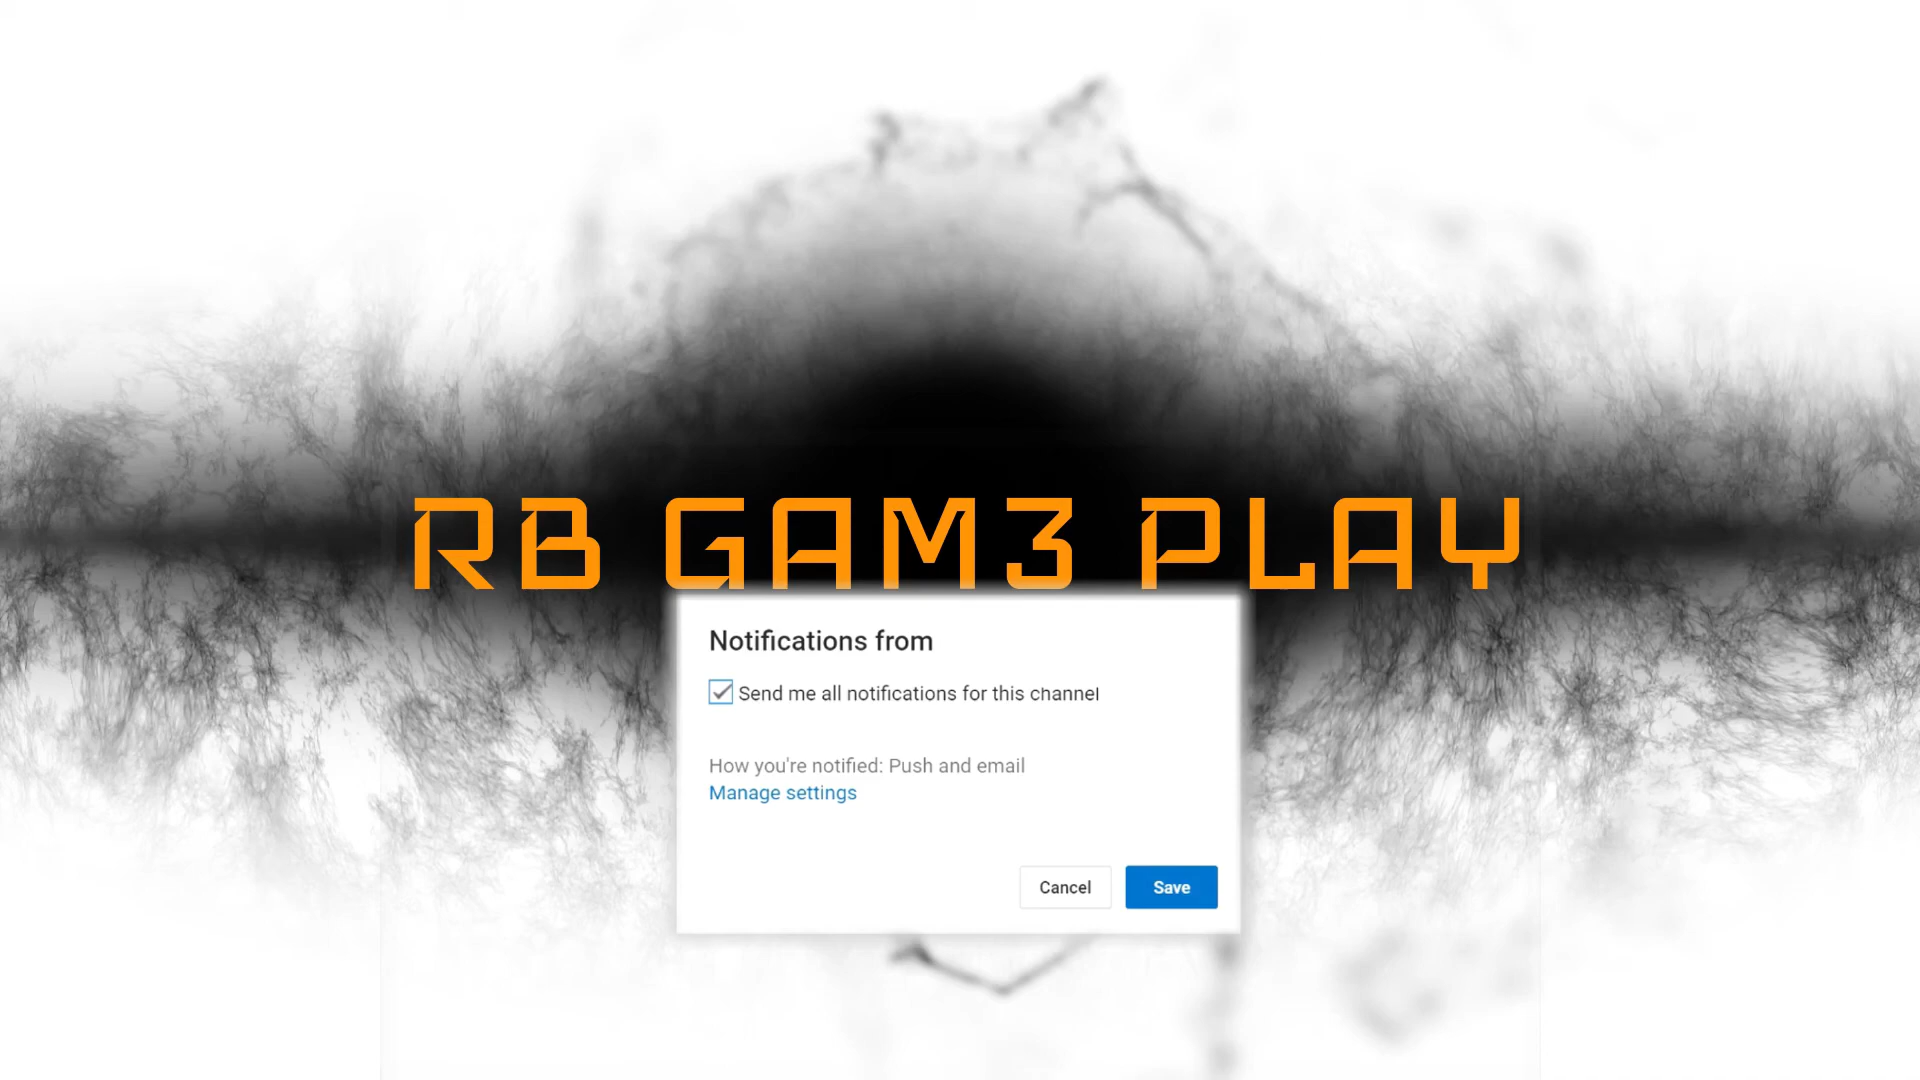 RB GAM3 PLAY
Notifications from
Send me all notifications for this channel
How you're notified: Push and email
Manage settings
Cancel Save